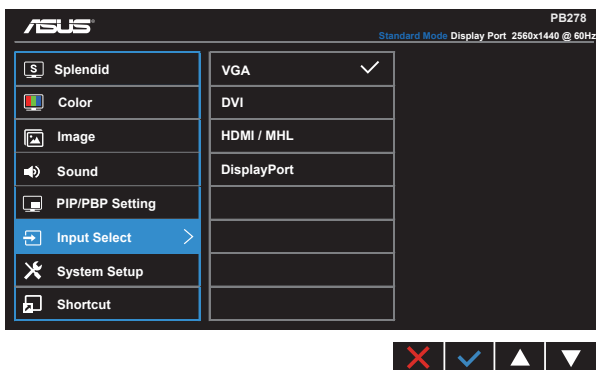 ASUS
PB278
Standard Mode Display Port 2560x1440 @ 60Hz
S Splendid
Color
Image
Sound
PIP/PBP Setting
Input Select
System Setup
Shortcut
VGA
DVI
HDMI / MHL
DisplayPort